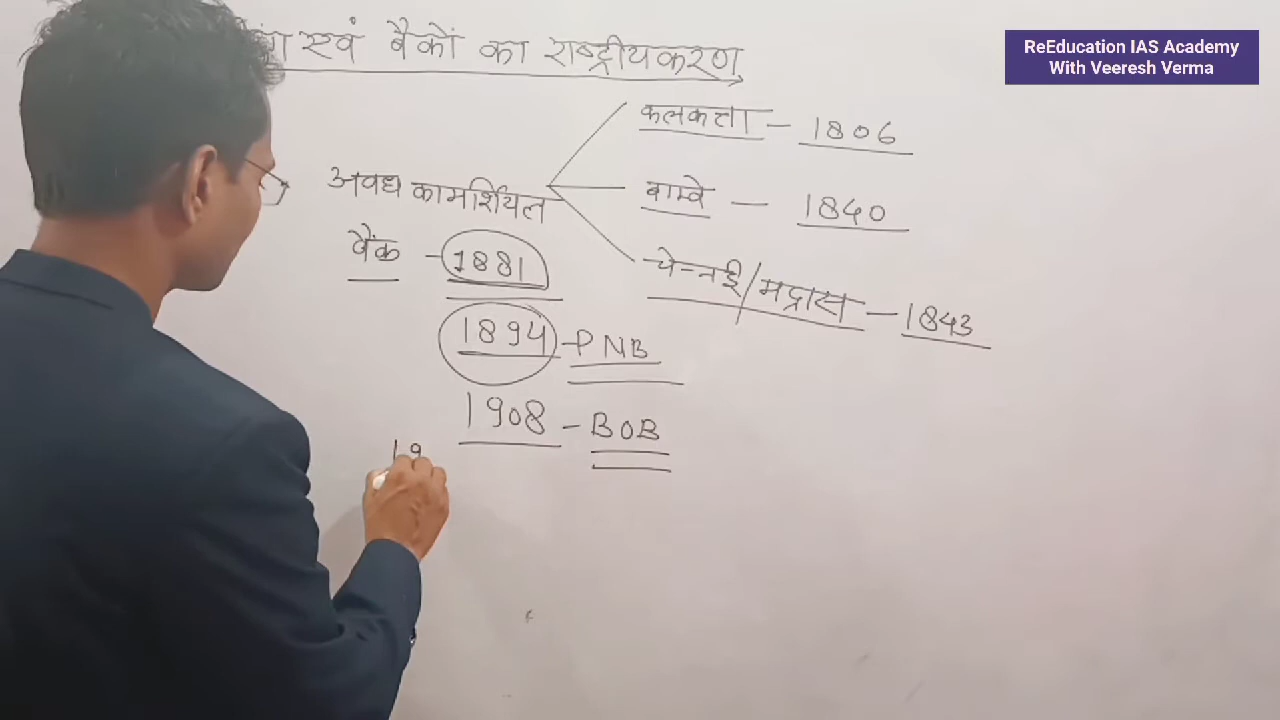 एवं बैंकों का राष्ट्रीयकरण
ReEducation IAS Academy
With Veeresh Verma
कलकत्ता - 1806
अवध कामर्शियल
बाम्बे - 1840
बैंक - 1881
चेन्नई/मद्रास - 1843
1894 - PNB
1908 - BOB
19